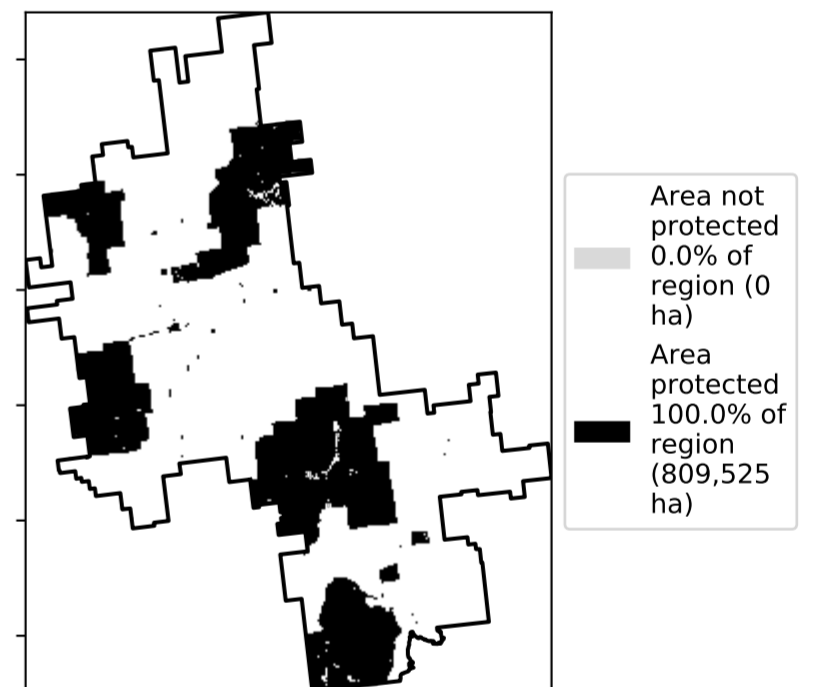 Area not
protected
0.0% of
region (0
ha)
Area
protected
100.0% of
region
(809,525
ha)